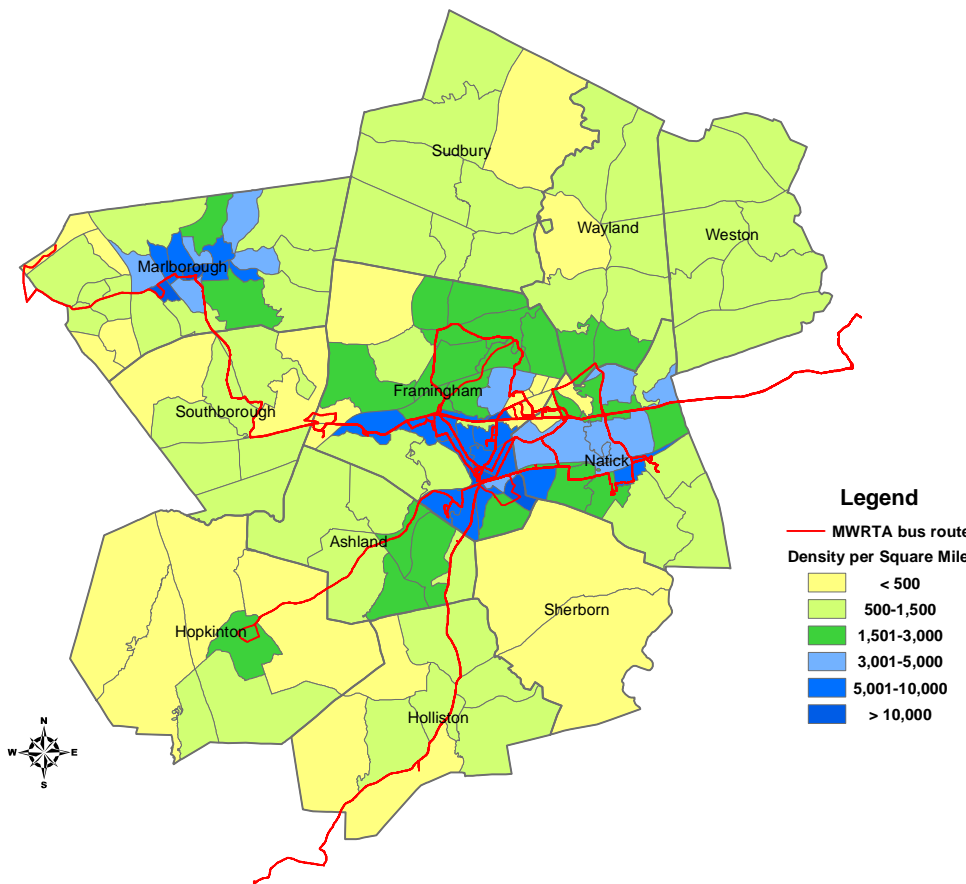 Sudbury
Wayland
Weston
Marlborough
Framingham
Southborough
Natick
Legend
MWRTA bus route
Density per Square Mile
< 500
500-1,500
1,501-3,000
3,001-5,000
5,001-10,000
> 10,000
Ashland
Sherborn
Hopkinton
Holliston
N
W E
S